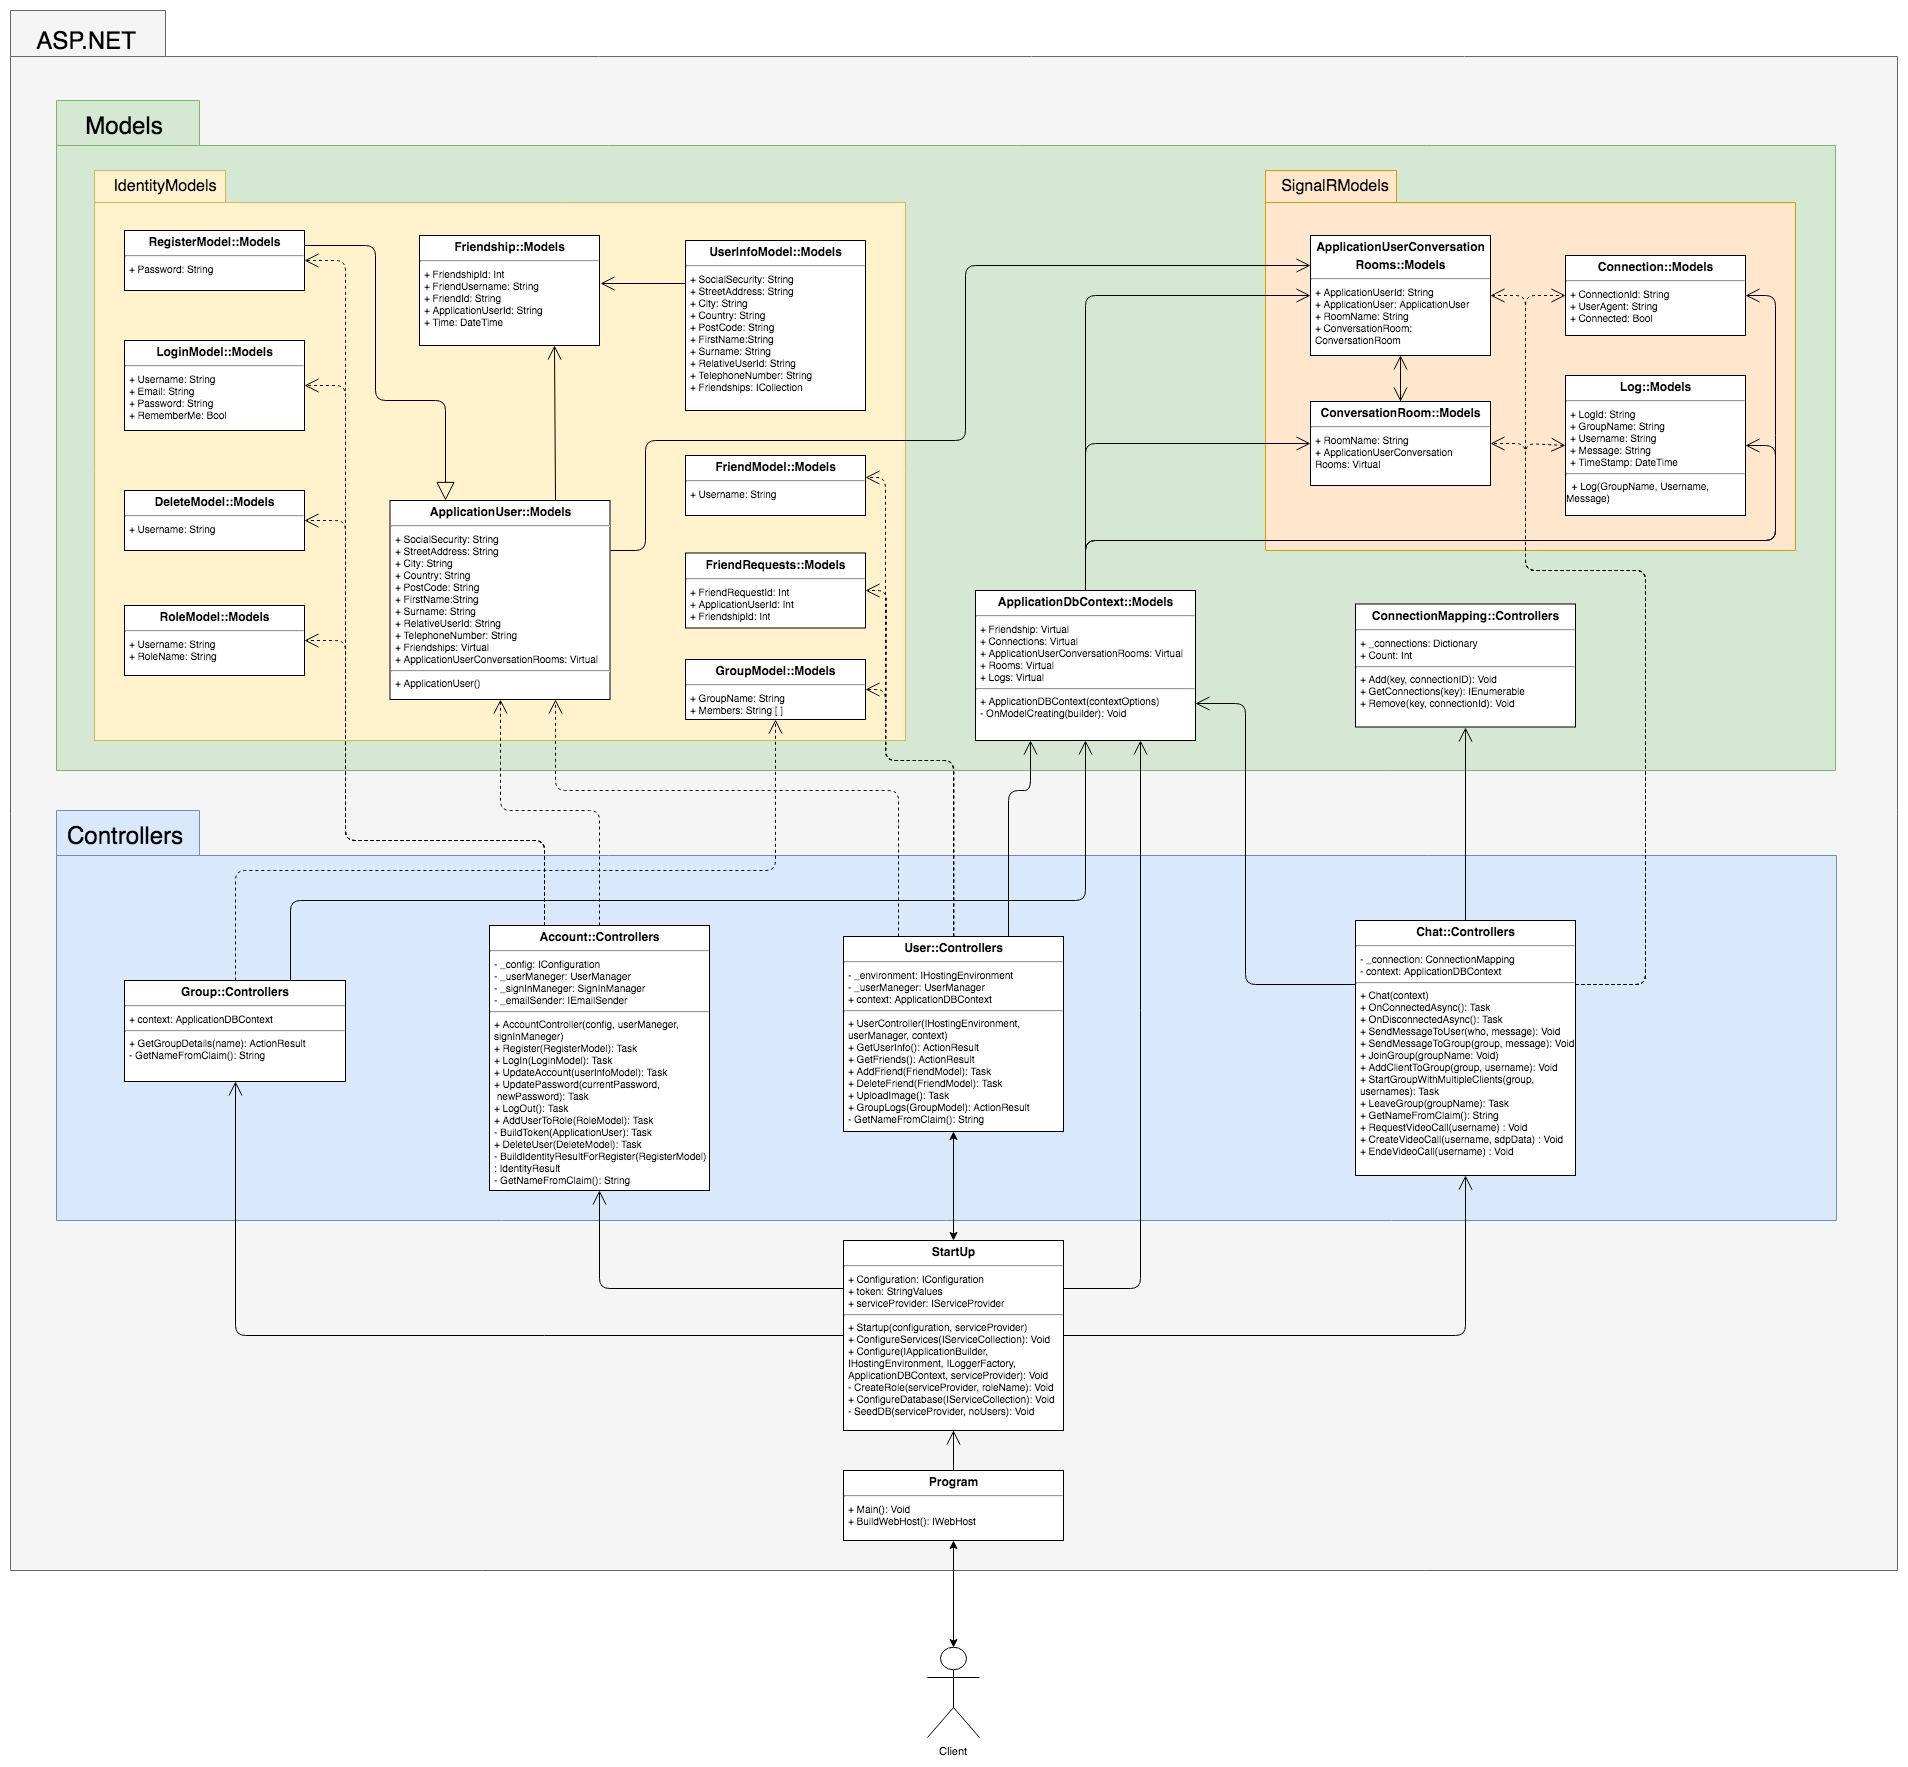 ASP.NET
Models
IdentityModels
RegisterModel::Models
+ Password: String
LoginModel::Models
+ Username: String
+ Email: String
+ Password: String
+ RememberMe: Bool
DeleteModel::Models
+ Username: String
RoleModel::Models
+ Username: String
+ RoleName: String
Friendship::Models
+ FriendshipId: Int
+ FriendUsername: String
+ FriendId: String
+ ApplicationUserId: String
+ Time: DateTime
ApplicationUser::Models
+ SocialSecurity: String
+ StreetAddress: String
+ City: String
+ Country: String
+ PostCode: String
+ FirstName:String
+ Surname: String
+ RelativeUserId: String
+ TelephoneNumber: String
+ Friendships: Virtual
+ ApplicationUserConversationRooms: Virtual
+ ApplicationUser()
UserInfoModel::Models
+ SocialSecurity: String
+ StreetAddress: String
+ City: String
+ Country: String
+ PostCode: String
+ FirstName:String
+ Surname: String
+ RelativeUserId: String
+ TelephoneNumber: String
+ Friendships: ICollection
FriendModel::Models
+ Username: String
FriendRequests::Models
+ FriendRequestId: Int
+ ApplicationUserId: Int
+ FriendshipId: Int
GroupModel::Models
+ GroupName: String
+ Members: String [ ]
SignalRModels
ApplicationUserConversation
Rooms::Models
+ ApplicationUserId: String
+ ApplicationUser: ApplicationUser
+ RoomName: String
+ ConversationRoom:
ConversationRoom
ConversationRoom::Models
+ RoomName: String
+ ApplicationUserConversation
Rooms: Virtual
Connection::Models
+ ConnectionId: String
+ UserAgent: String
+ Connected: Bool
Log::Models
+ LogId: String
+ GroupName: String
+ Username: String
+ Message: String
+ TimeStamp: DateTime
+ Log(GroupName, Username,
Message)
ApplicationDbContext::Models
+ Friendship: Virtual
+ Connections: Virtual
+ ApplicationUserConversationRooms: Virtual
+ Rooms: Virtual
+ Logs: Virtual
+ ApplicationDBContext(contextOptions)
- OnModelCreating(builder): Void
ConnectionMapping::Controllers
+ _connections: Dictionary
+ Count: Int
+ Add(key, connectionID): Void
+ GetConnections(key): IEnumerable
+ Remove(key, connectionId): Void
Controllers
Group::Controllers
+ context: ApplicationDBContext
+ GetGroupDetails(name): ActionResult
- GetNameFromClaim(): String
Account::Controllers
- _config: IConfiguration
- _userManeger: UserManager
- _signInManeger: SignInManager
- _emailSender: IEmailSender
+ AccountController(config, userManeger,
signInManeger)
+ Register(RegisterModel): Task
+ LogIn(LoginModel): Task
+ UpdateAccount(userInfoModel): Task
+ UpdatePassword(currentPassword,
newPassword): Task
+ LogOut(): Task
+ AddUserToRole(RoleModel): Task
- BuildToken(ApplicationUser): Task
+ DeleteUser(DeleteModel): Task
- BuildIdentityResultForRegister(RegisterModel)
: IdentityResult
- GetNameFromClaim(): String
User::Controllers
- _environment: IHostingEnvironment
- _userManeger: UserManager
+ context: ApplicationDBContext
+ UserController(IHostingEnvironment,
userManager, context)
+ GetUserInfo(): ActionResult
+ GetFriends(): ActionResult
+ AddFriend(FriendModel): Task
+ DeleteFriend(FriendModel): Task
+ UploadImage(): Task
+ GroupLogs(GroupModel): ActionResult
- GetNameFromClaim(): String
Chat::Controllers
- _connection: ConnectionMapping
- context: ApplicationDBContext
+ Chat(context)
+ OnConnectedAsync(): Task
+ OnDisconnectedAsync(): Task
+ SendMessageToUser(who, message): Void
+ SendMessageToGroup(group, message): Void
+ JoinGroup(groupName: Void)
+ AddClientToGroup(group, username): Void
+ StartGroupWithMultipleClients(group,
usernames): Task
+ LeaveGroup(groupName): Task
+ GetNameFromClaim(): String
+ RequestVideoCall(username) : Void
+ CreateVideoCall(username, sdpData) : Void
+ EndeVideoCall(username) : Void
StartUp
+ Configuration: IConfiguration
+ token: StringValues
+ serviceProvider: IServiceProvider
+ Startup(configuration, serviceProvider)
+ ConfigureServices(IServiceCollection): Void
+ Configure(IApplicationBuilder,
IHostingEnvironment, ILoggerFactory,
ApplicationDBContext, serviceProvider): Void
- CreateRole(serviceProvider, roleName): Void
+ ConfigureDatabase(IServiceCollection): Void
- SeedDB(serviceProvider, noUsers): Void
Program
+ Main(): Void
+ BuildWebHost(): IWebHost
Client